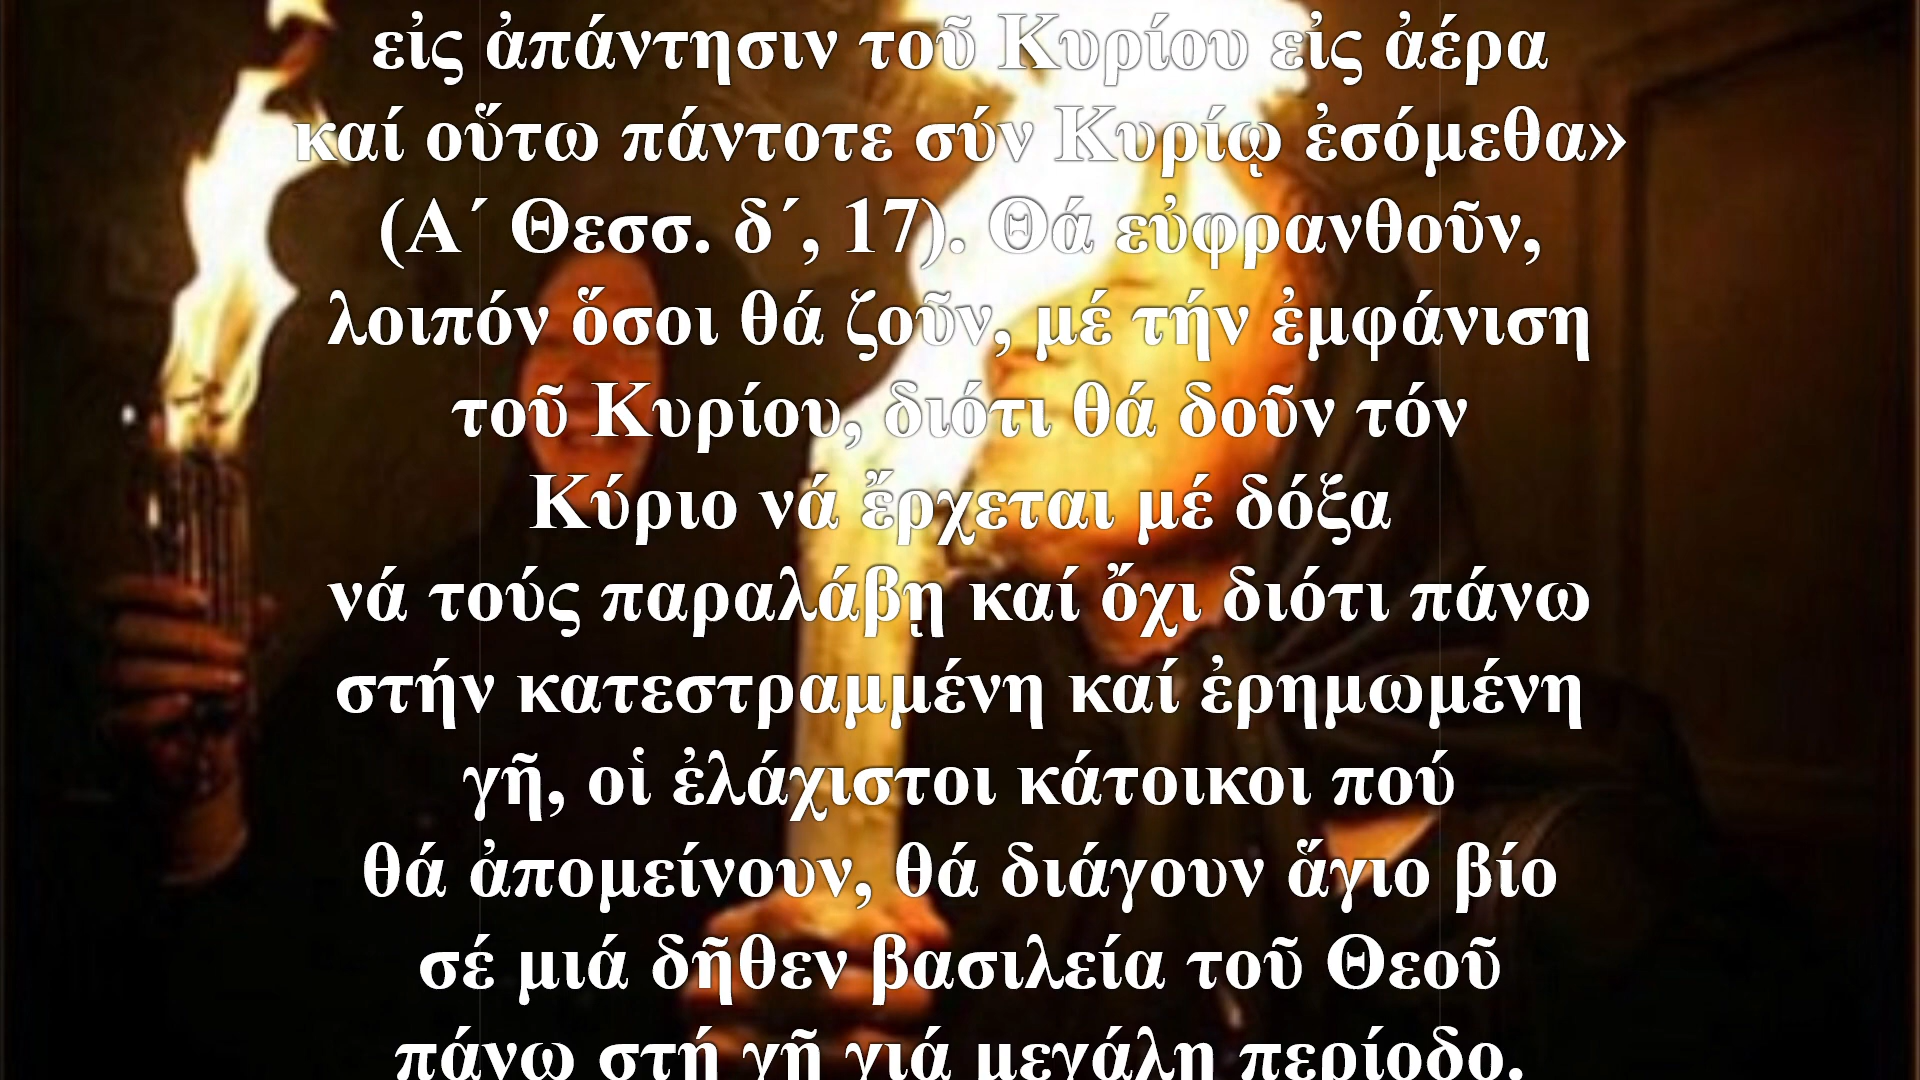 εἰς ἀπάντησιν τοῦ Κυρίου εἰς ἀέρα
καί οὕτω πάντοτε σύν Κυρίῳ ἐσόμεθα»
(Α΄ Θεσσ. δ΄, 17). Θά εὐφρανθοῦν,
λοιπόν ὅσοι θά ζοῦν, μέ τήν ἐμφάνιση
τοῦ Κυρίου, διότι θά δοῦν τόν
Κύριο νά ἔρχεται μέ δόξα
νά τούς παραλάβῃ καί ὄχι διότι πάνω
στήν κατεστραμμένη καί ἐρημωμένη
γῆ, οἱ ἐλάχιστοι κάτοικοι πού
θά ἀπομείνουν, θά διάγουν ἅγιο βίο
σέ μιά δῆθεν βασιλεία τοῦ Θεοῦ
πάνω στή γῆ γιά μεγάλη περίοδο.